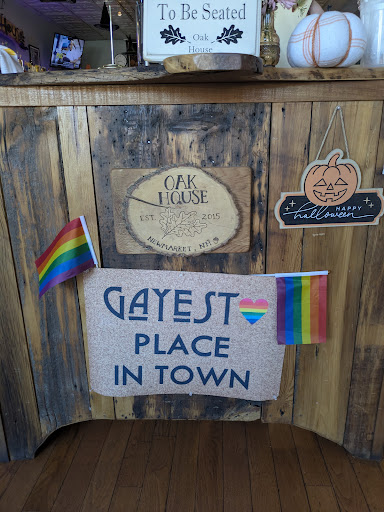 To Be Seated
Oak
House
OAK
HOUSE
EST. 2015
NEWMARKET, NH
HAPPY
halloween
GAYEST
PLACE
IN TOWN